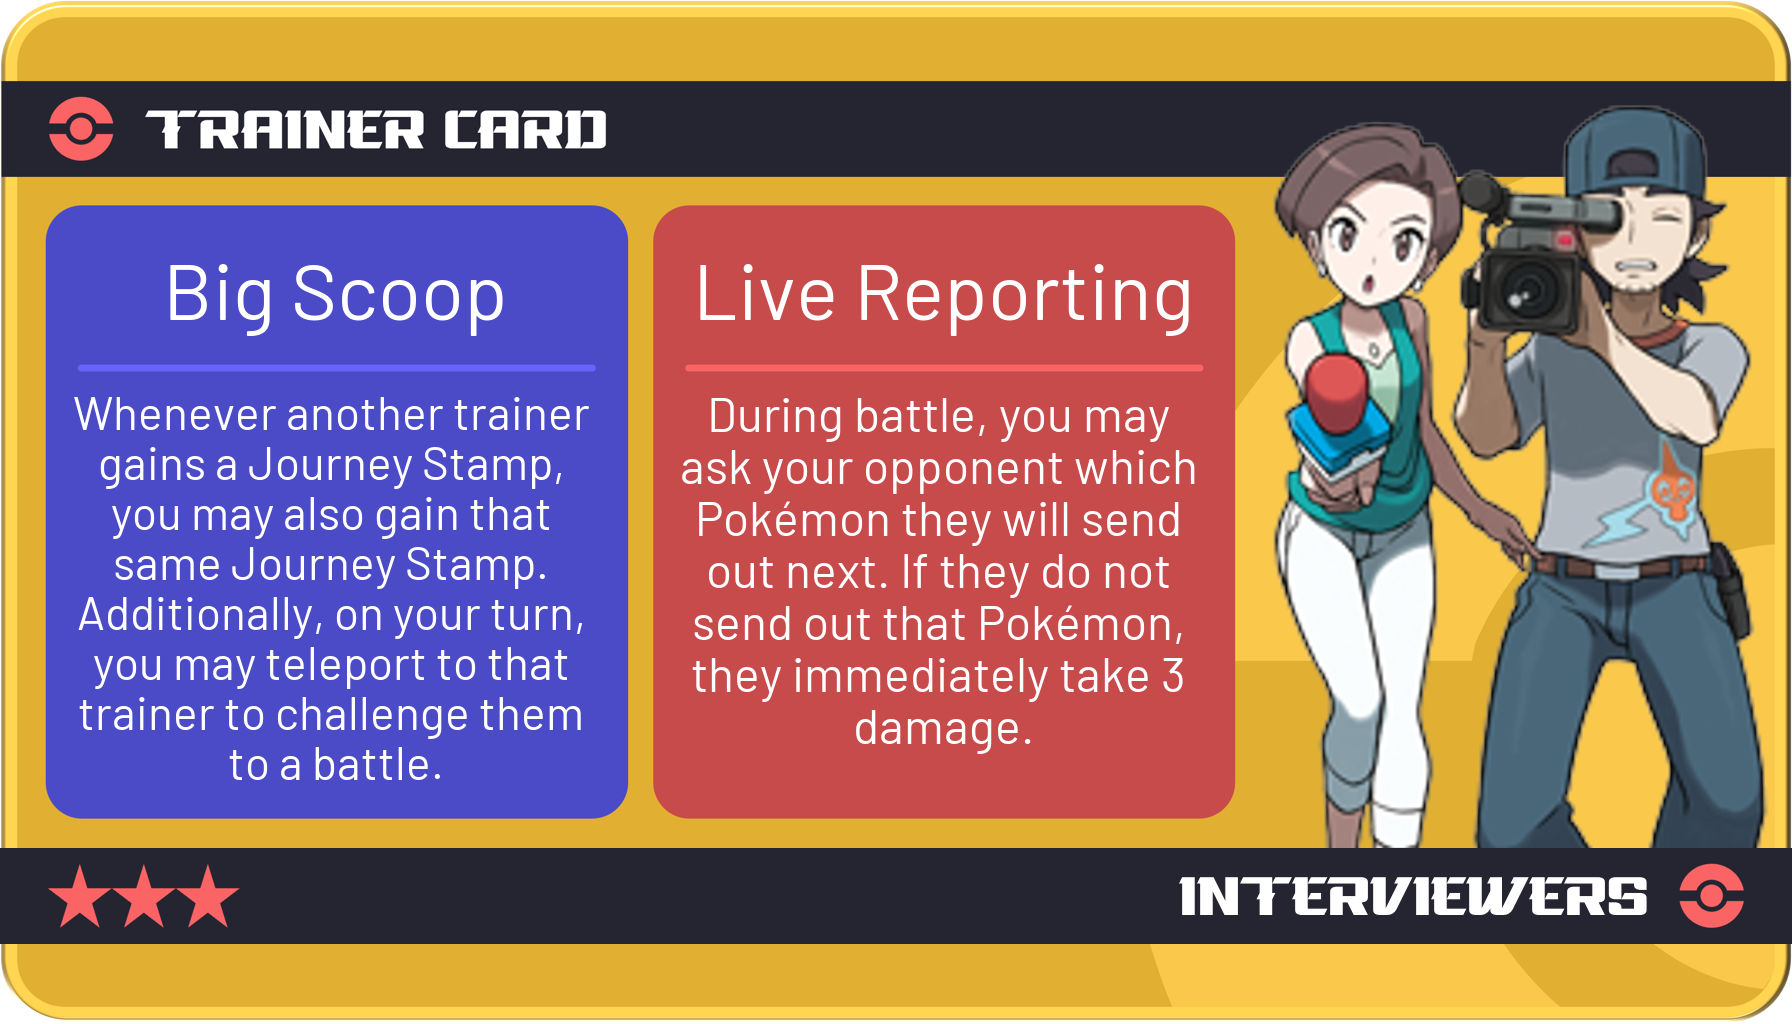 TRAINER CARD
Big Scoop
Whenever another trainer
gains a Journey Stamp,
you may also gain that
same Journey Stamp.
Additionally, on your turn,
you may teleport to that
trainer to challenge them
to a battle.
Live Reporting
During battle, you may
ask your opponent which
Pokémon they will send
out next. If they do not
send out that Pokémon,
they immediately take 3
damage.
INTERVIEWERS